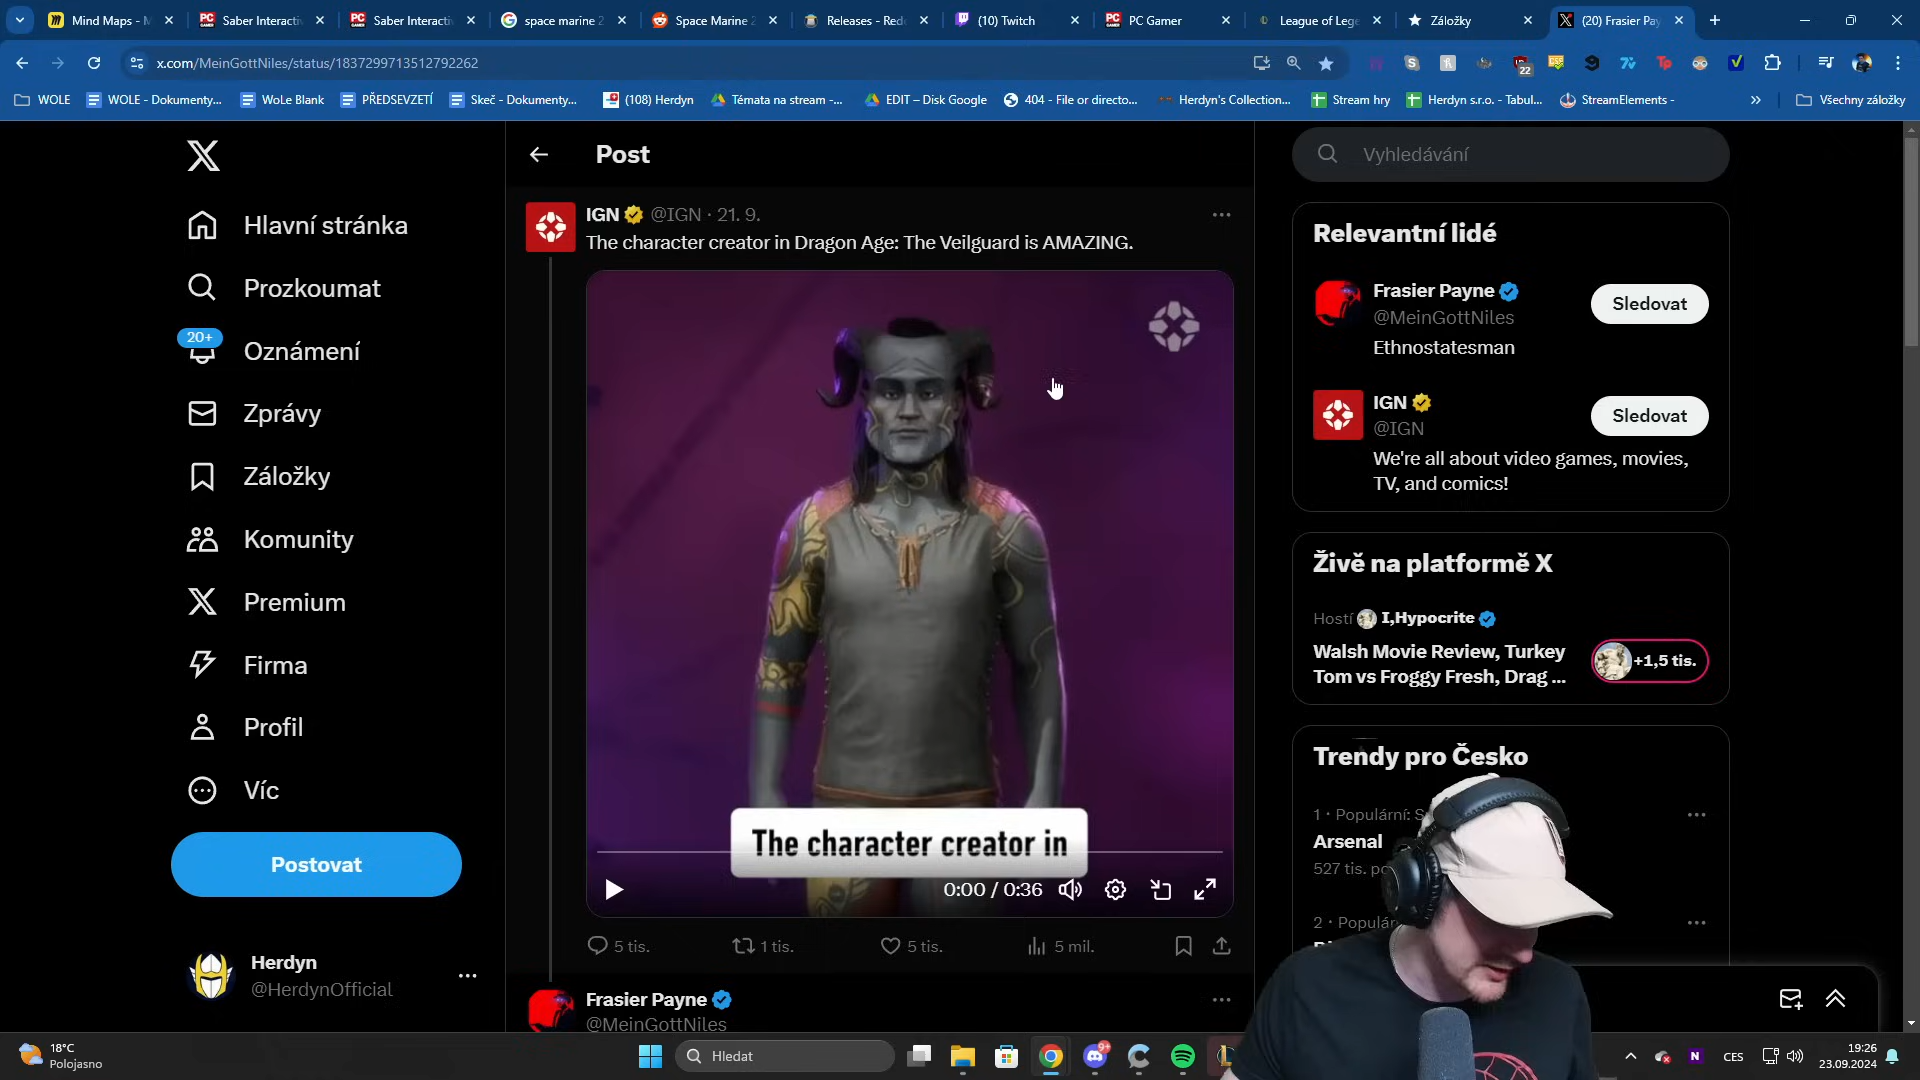 Mind Maps - M
Saber Interacti
Saber Interacti
space marine 2
Space Marine 2
Releases - Red
(10) Twitch
PC Gamer
League of Lege
Záložky
(20) Frasier Pay
x.com/MeinGottNiles/status/1837299713512792262
22
WOLE
WOLE - Dokumenty...
WoLe Blank
PŘEDSEVZETÍ
Skeč - Dokumenty...
(108) Herdyn
Témata na stream -...
EDIT – Disk Google
404 - File or directo...
Herdyn's Collection...
Stream hry
Herdyn s.r.o. - Tabul...
StreamElements -
Všechny záložky
Hlavní stránka
Prozkoumat
20+
Oznámení
Zprávy
Záložky
Komunity
Premium
Firma
Profil
Víc
Postovat
Herdyn
@HerdynOfficial
Post
IGN @IGN · 21. 9.
The character creator in Dragon Age: The Veilguard is AMAZING.
The character creator in
0:00 / 0:36
5 tis.
1 tis.
5 tis.
5 mil.
Frasier Payne
@MeinGottNiles
Vyhledávání
Relevantní lidé
Frasier Payne
@MeinGottNiles
Sledovat
Ethnostatesman
IGN
@IGN
Sledovat
We're all about video games, movies,
TV, and comics!
Živě na platformě X
Hostí I,Hypocrite
Walsh Movie Review, Turkey
Tom vs Froggy Fresh, Drag ...
+1,5 tis.
Trendy pro Česko
1 · Populární: S
Arsenal
527 tis. po
2 · Populár
18°C
Polojasno
Hledat
9+
CES
19:26
23.09.2024